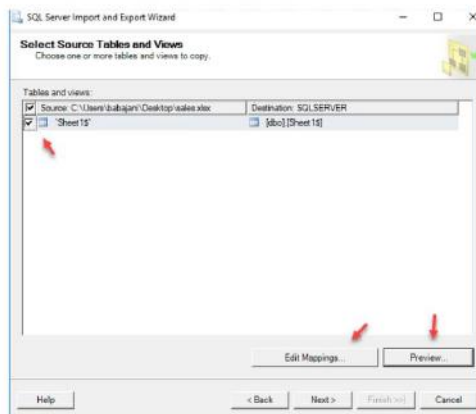 SQL Server Import and Export Wizard
Select Source Tables and Views
Choose one or more tables and views to copy.
Tables and views:
Source: C:\Users\babajani\Desktop\sales.xlsx Destination: SQLSERVER
`Sheet1$` [dbo].[Sheet1$]
Edit Mappings... Preview...
Help < Back Next > Finish >>| Cancel